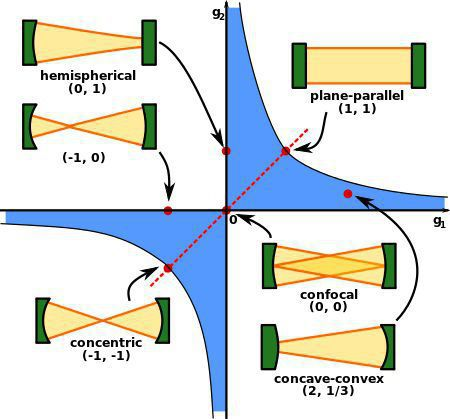 g₂
hemispherical
(0, 1)
plane-parallel
(1, 1)
(-1, 0)
0
g₁
confocal
(0, 0)
concentric
(-1, -1)
concave-convex
(2, 1/3)